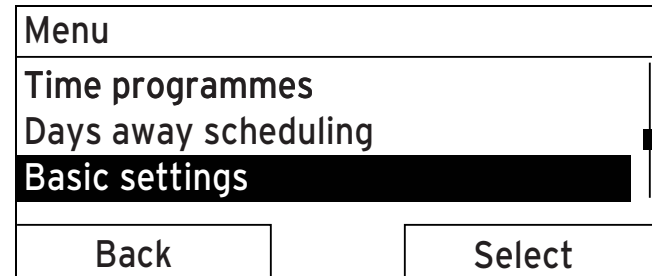 Menu
Time programmes
Days away scheduling
Basic settings
Back Select